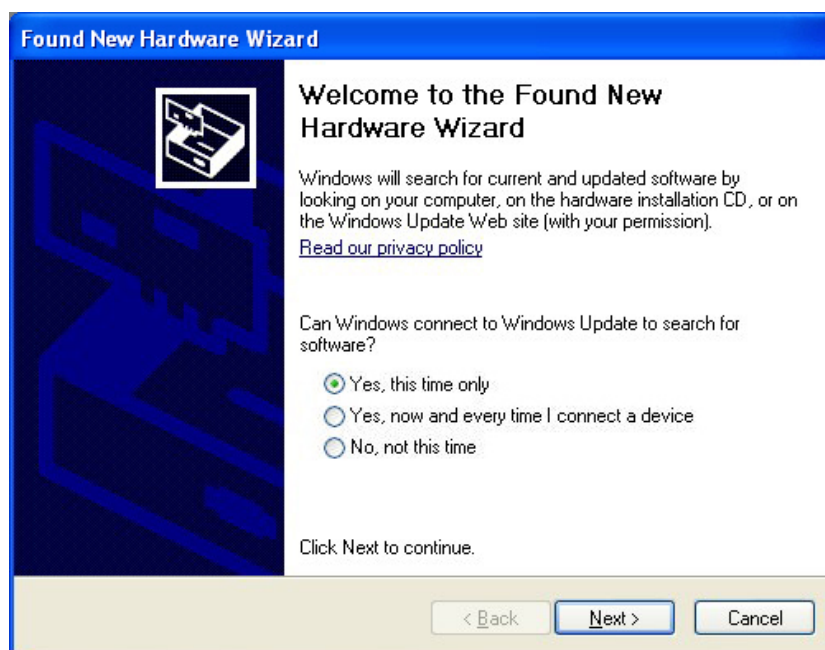 Found New Hardware Wizard
Welcome to the Found New
Hardware Wizard
Windows will search for current and updated software by
looking on your computer, on the hardware installation CD, or on
the Windows Update Web site (with your permission).
Read our privacy policy
Can Windows connect to Windows Update to search for
software?
Yes, this time only
Yes, now and every time I connect a device
No, not this time
Click Next to continue.
< Back Next > Cancel